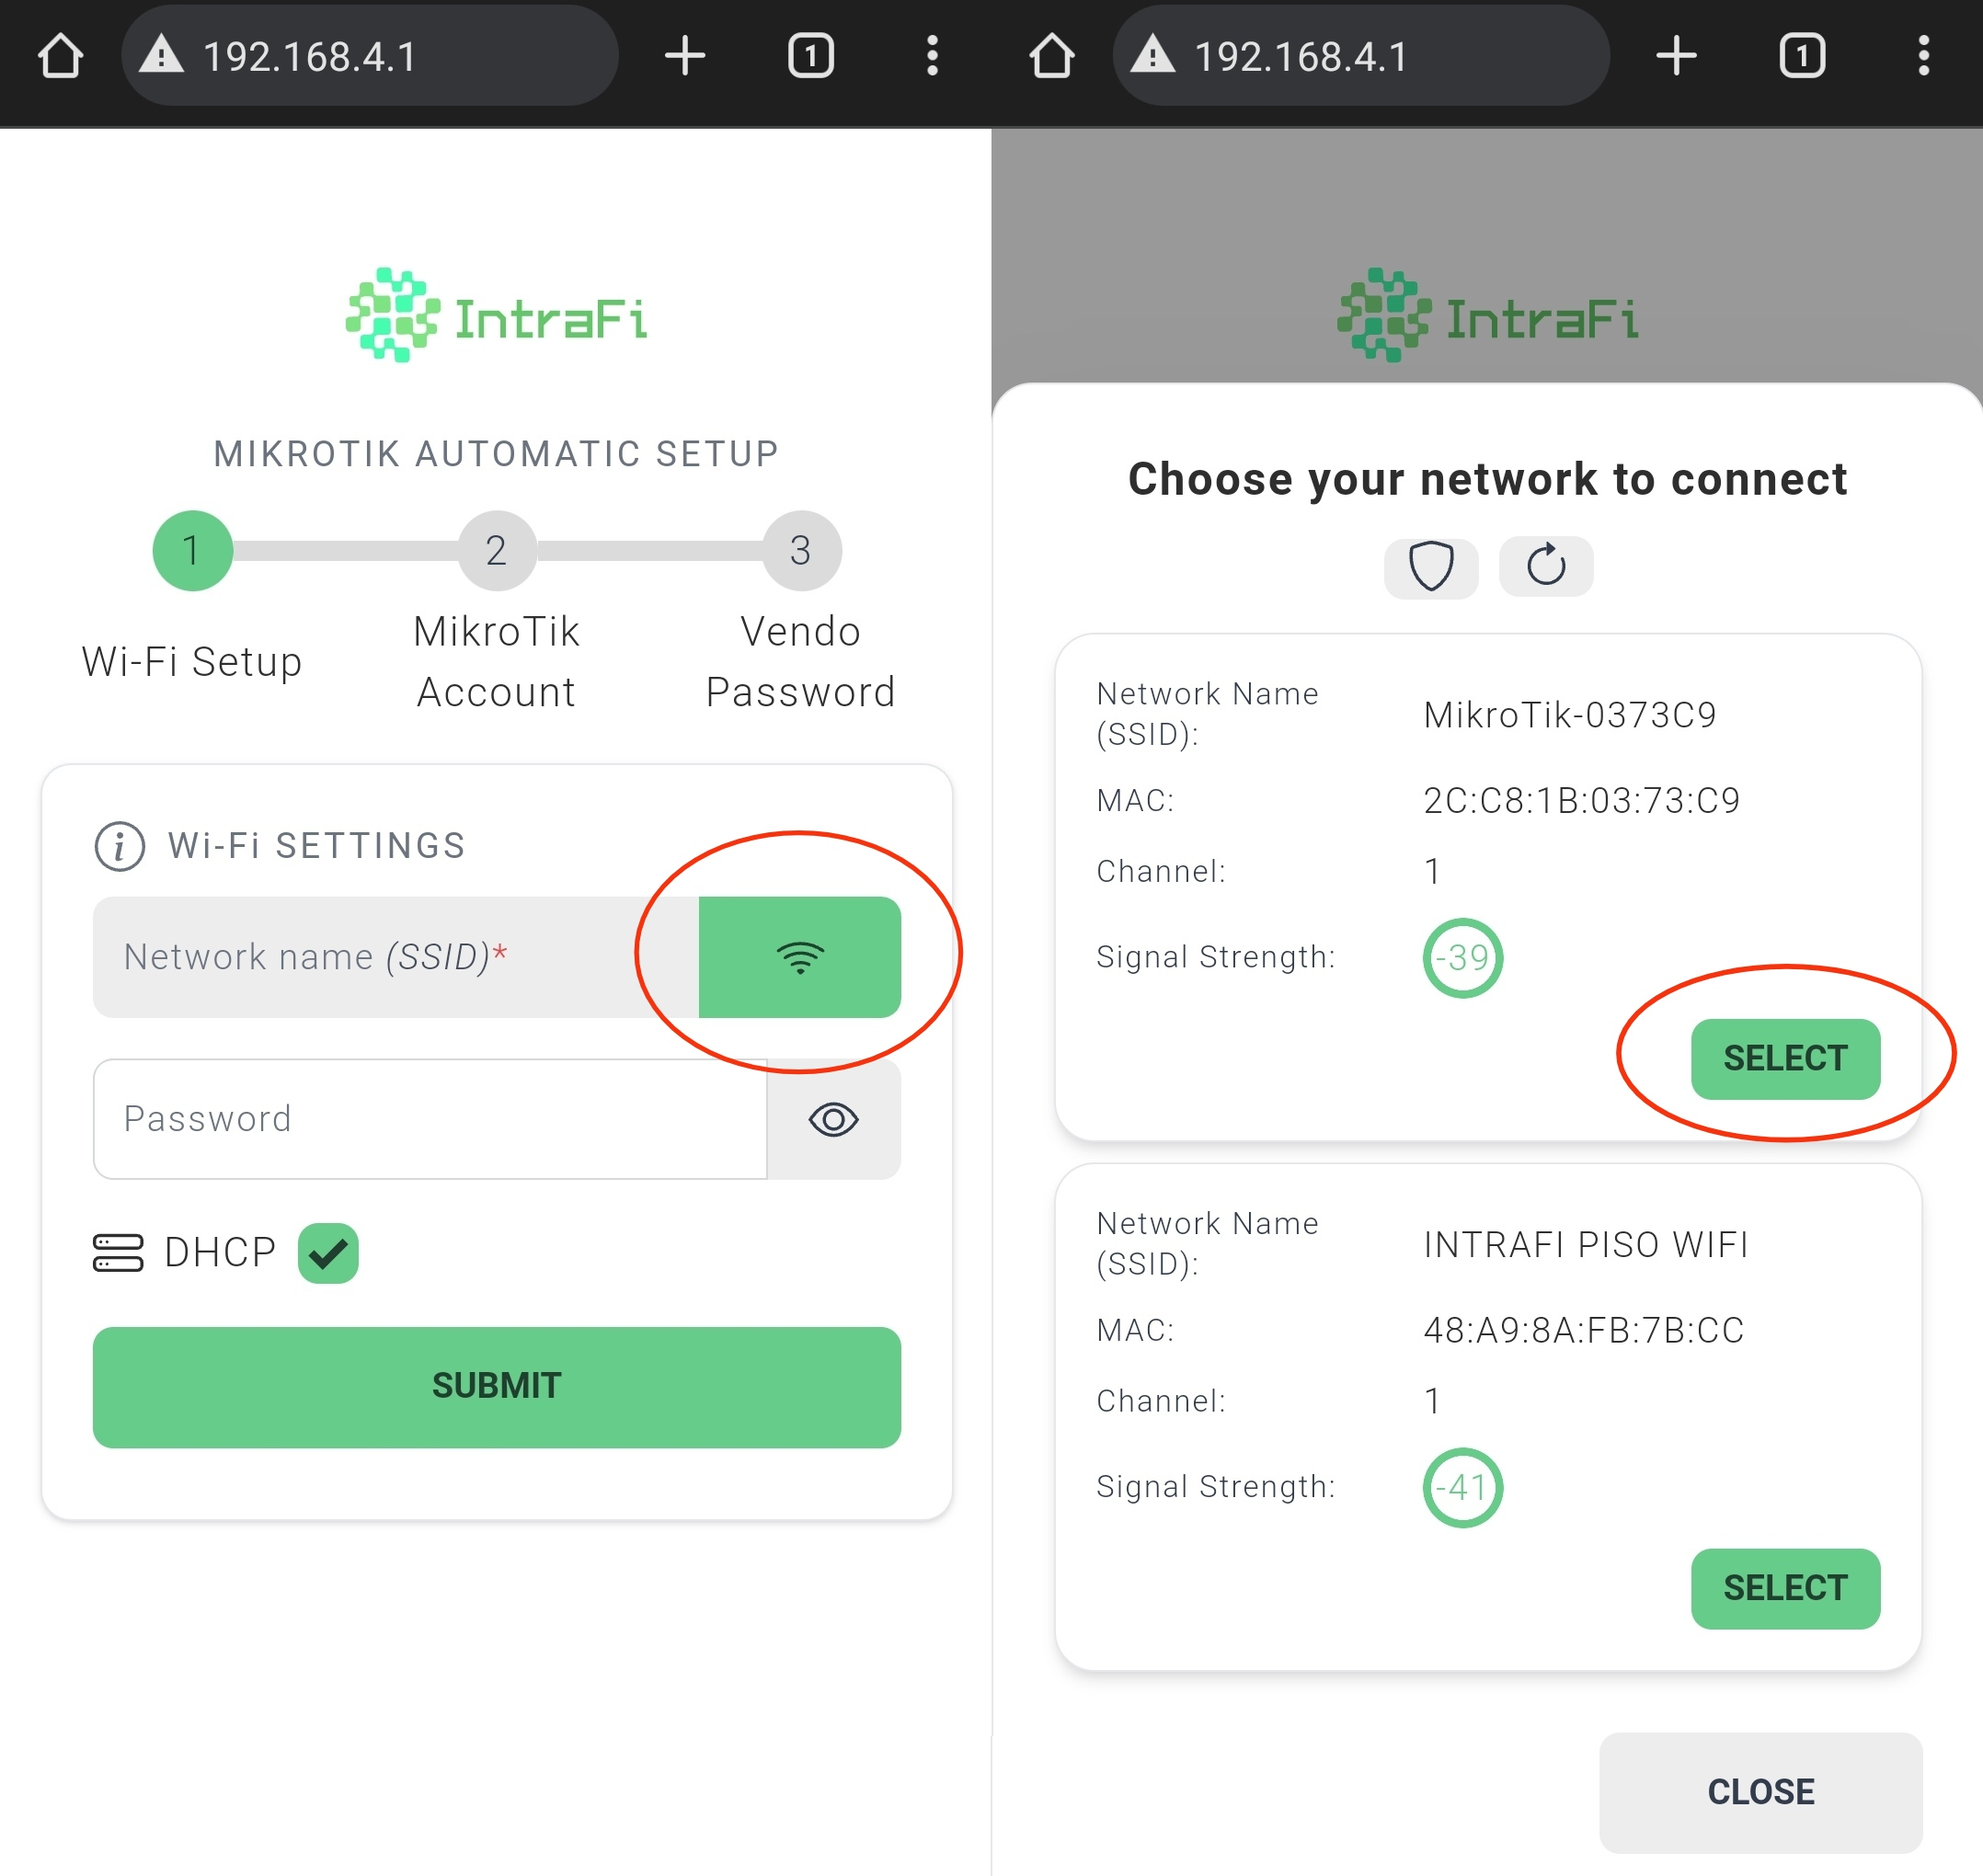 192.168.4.1
1
IntraFi
MIKROTIK AUTOMATIC SETUP
1
2
3
Wi-Fi Setup
MikroTik
Account
Vendo
Password
i Wi-Fi SETTINGS
Network name (SSID)*
Password
DHCP
SUBMIT
192.168.4.1
1
IntraFi
Choose your network to connect
Network Name
(SSID):
MikroTik-0373C9
MAC: 2C:C8:1B:03:73:C9
Channel: 1
Signal Strength: -39
SELECT
Network Name
(SSID):
INTRAFI PISO WIFI
MAC: 48:A9:8A:FB:7B:CC
Channel: 1
Signal Strength: -41
SELECT
CLOSE